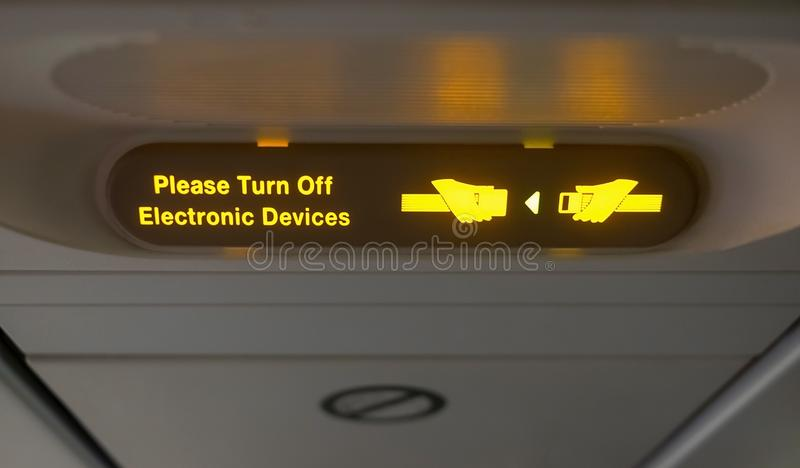 Please Turn Off
Electronic Devices
dreamstime